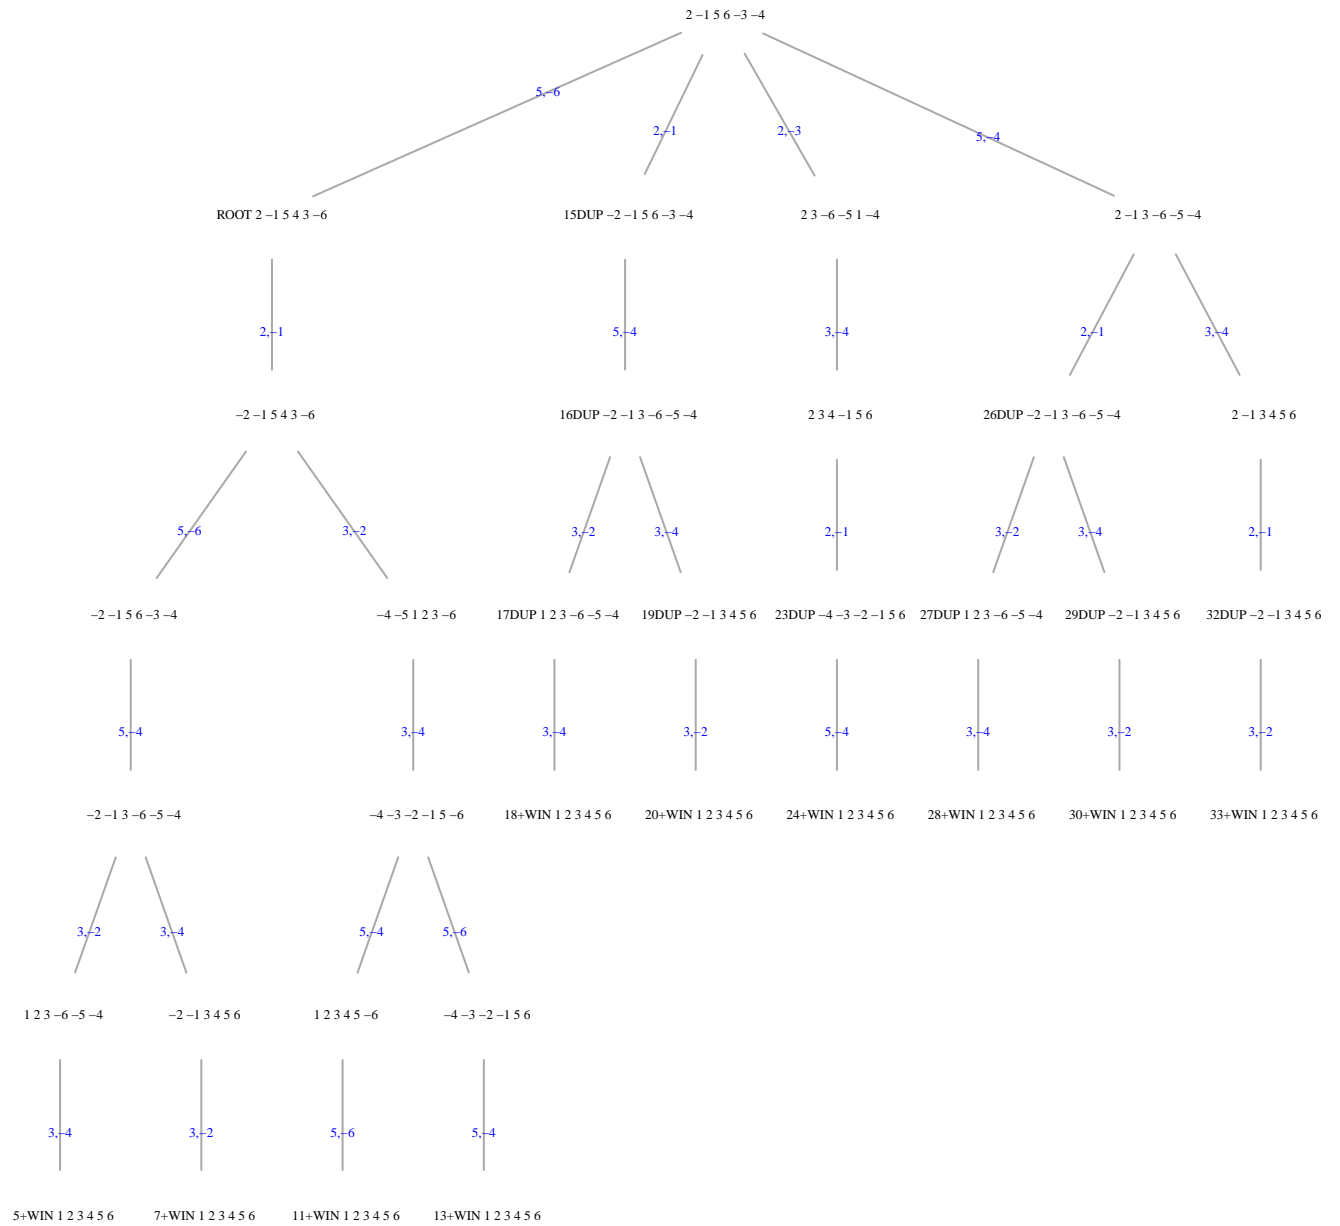 2 −1 5 6 −3 −4
5,−6
2,−1
2,−3
5,−4
ROOT 2 −1 5 4 3 −6
15DUP −2 −1 5 6 −3 −4
2 3 −6 −5 1 −4
2 −1 3 −6 −5 −4
2,−1
5,−4
3,−4
2,−1
3,−4
−2 −1 5 4 3 −6
16DUP −2 −1 3 −6 −5 −4
2 3 4 −1 5 6
26DUP −2 −1 3 −6 −5 −4
2 −1 3 4 5 6
5,−6
3,−2
3,−2
3,−4
2,−1
3,−2
3,−4
2,−1
−2 −1 5 6 −3 −4
−4 −5 1 2 3 −6
17DUP 1 2 3 −6 −5 −4
19DUP −2 −1 3 4 5 6
23DUP −4 −3 −2 −1 5 6
27DUP 1 2 3 −6 −5 −4
29DUP −2 −1 3 4 5 6
32DUP −2 −1 3 4 5 6
5,−4
3,−4
3,−4
3,−2
5,−4
3,−4
3,−2
3,−2
−2 −1 3 −6 −5 −4
−4 −3 −2 −1 5 −6
18+WIN 1 2 3 4 5 6
20+WIN 1 2 3 4 5 6
24+WIN 1 2 3 4 5 6
28+WIN 1 2 3 4 5 6
30+WIN 1 2 3 4 5 6
33+WIN 1 2 3 4 5 6
3,−2
3,−4
5,−4
5,−6
1 2 3 −6 −5 −4
−2 −1 3 4 5 6
1 2 3 4 5 −6
−4 −3 −2 −1 5 6
3,−4
3,−2
5,−6
5,−4
5+WIN 1 2 3 4 5 6
7+WIN 1 2 3 4 5 6
11+WIN 1 2 3 4 5 6
13+WIN 1 2 3 4 5 6